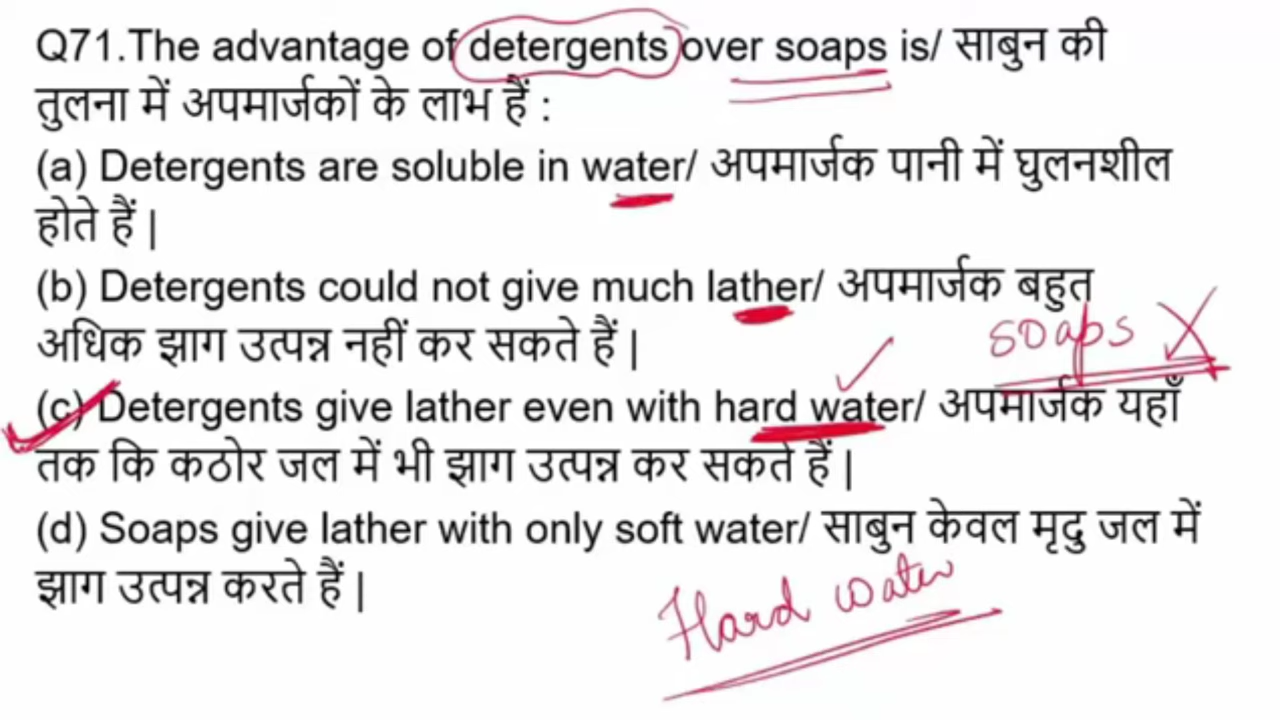 Q71.The advantage of detergents over soaps is/ साबुन की
तुलना में अपमार्जकों के लाभ हैं :
(a) Detergents are soluble in water/ अपमार्जक पानी में घुलनशील
होते हैं |
(b) Detergents could not give much lather/ अपमार्जक बहुत
अधिक झाग उत्पन्न नहीं कर सकते हैं |
soaps
(c) Detergents give lather even with hard water/ अपमार्जक यहाँ
तक कि कठोर जल में भी झाग उत्पन्न कर सकते हैं |
(d) Soaps give lather with only soft water/ साबुन केवल मृदु जल में
झाग उत्पन्न करते हैं |
Hard water